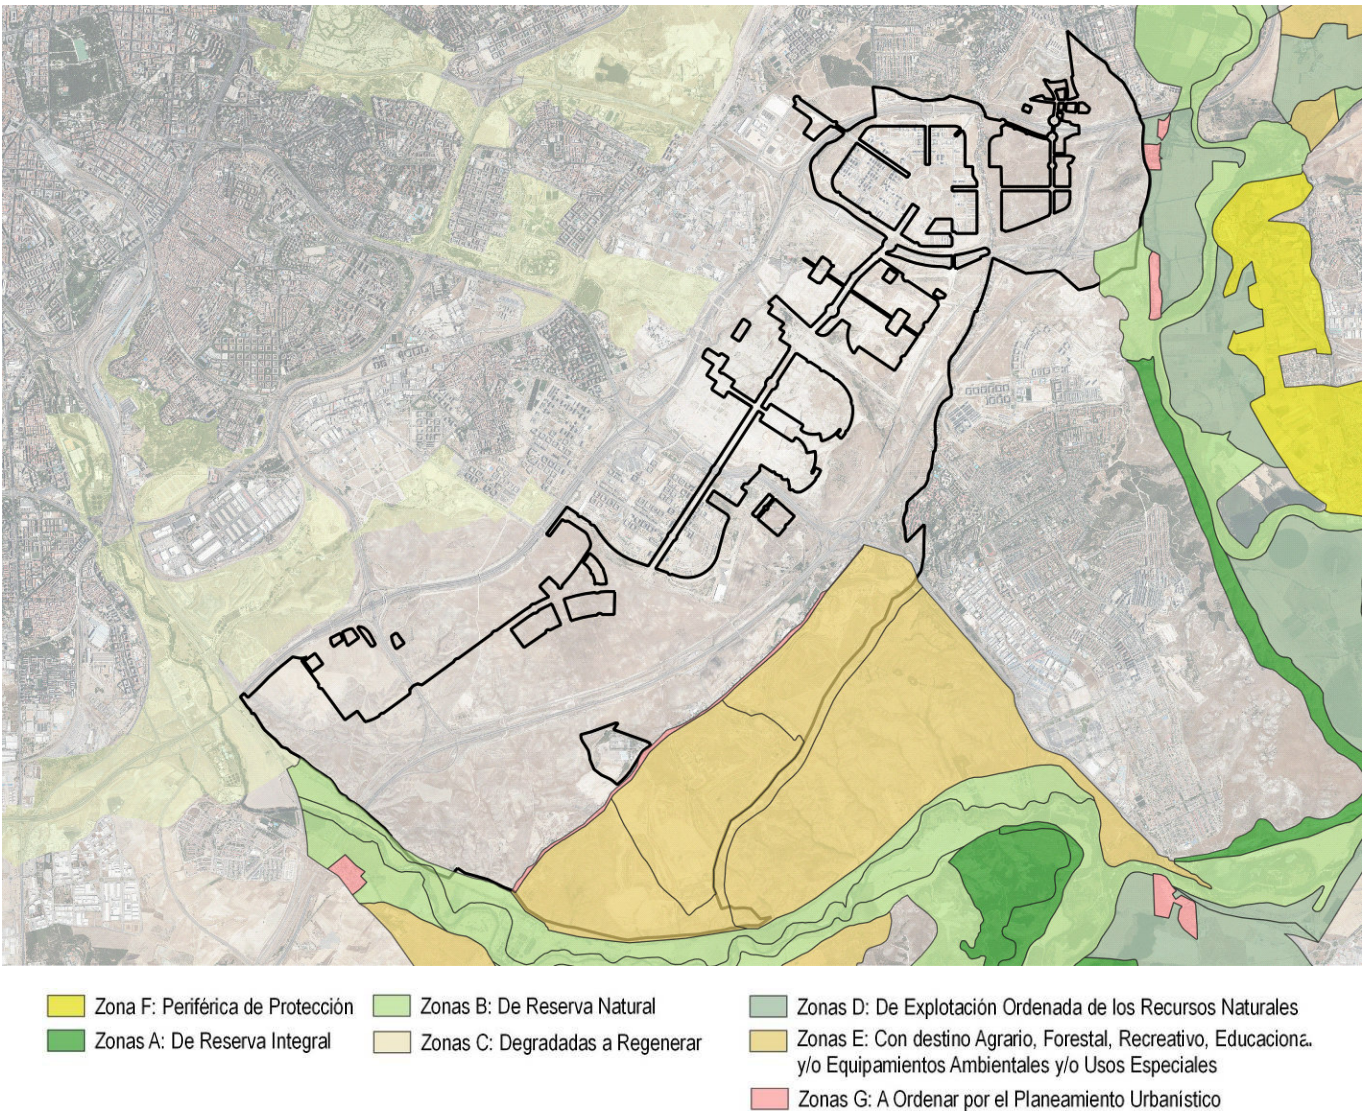 Zona F: Periférica de Protección
Zonas A: De Reserva Integral
Zonas B: De Reserva Natural
Zonas C: Degradadas a Regenerar
Zonas D: De Explotación Ordenada de los Recursos Naturales
Zonas E: Con destino Agrario, Forestal, Recreativo, Educaciona..
y/o Equipamientos Ambientales y/o Usos Especiales
Zonas G: A Ordenar por el Planeamiento Urbanístico